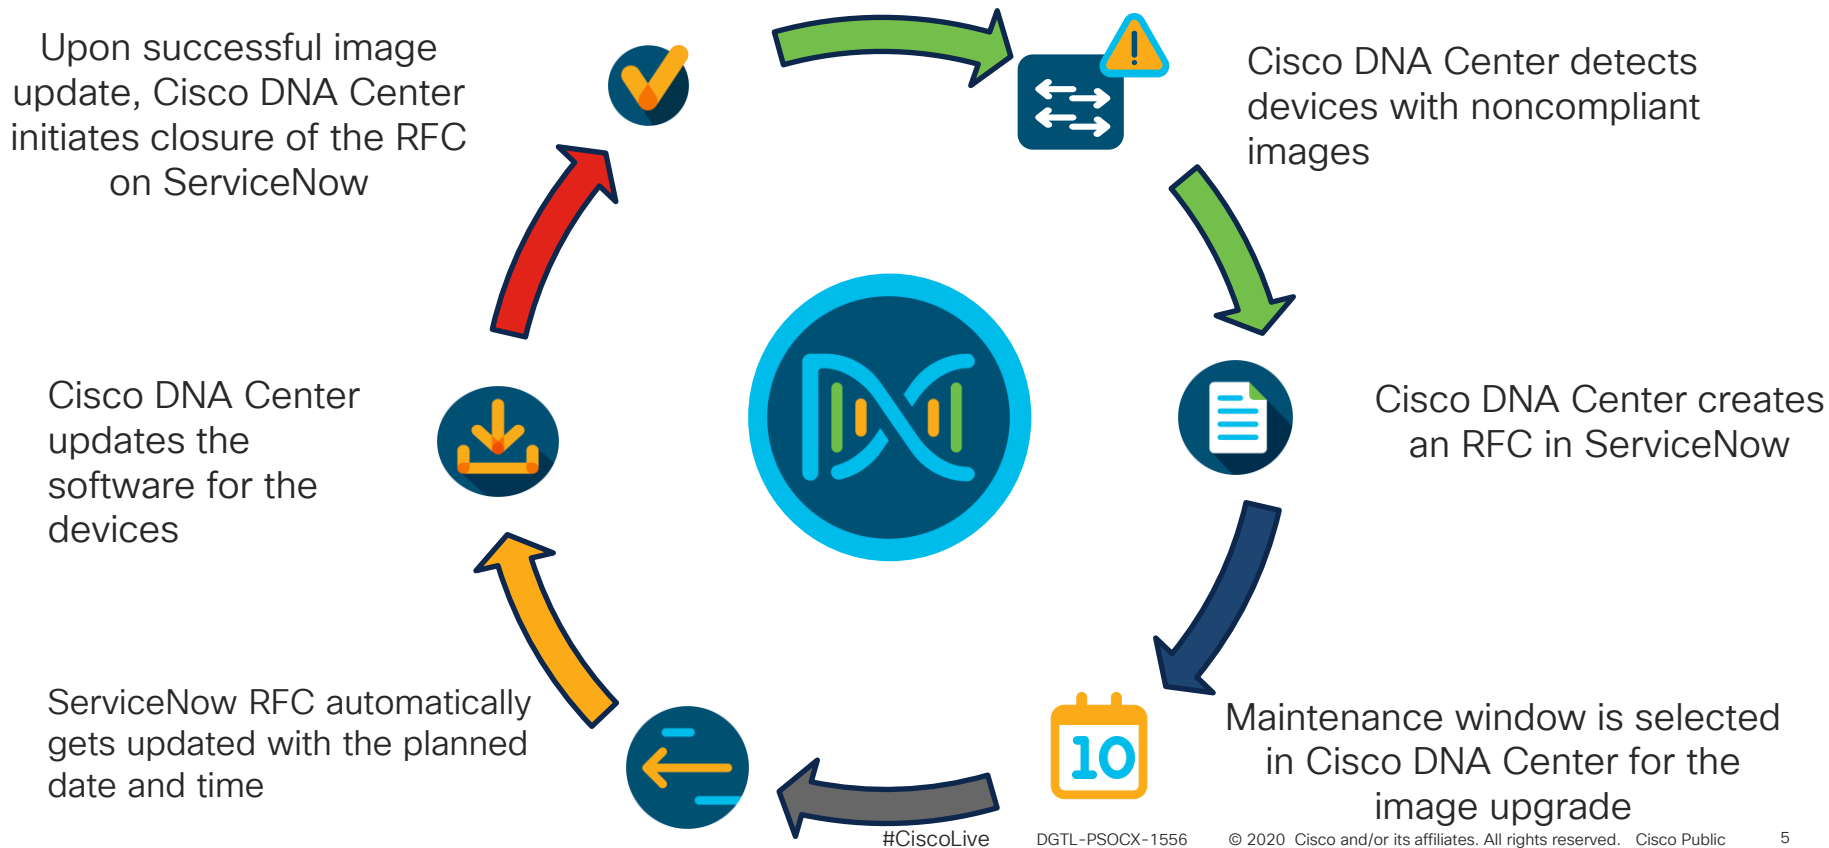 Upon successful image
update, Cisco DNA Center
initiates closure of the RFC
on ServiceNow
Cisco DNA Center detects
devices with noncompliant
images
Cisco DNA Center
updates the
software for the
devices
Cisco DNA Center creates
an RFC in ServiceNow
ServiceNow RFC automatically
gets updated with the planned
date and time
10
Maintenance window is selected
in Cisco DNA Center for the
image upgrade
#CiscoLive DGTL-PSOCX-1556 © 2020 Cisco and/or its affiliates. All rights reserved. Cisco Public 5